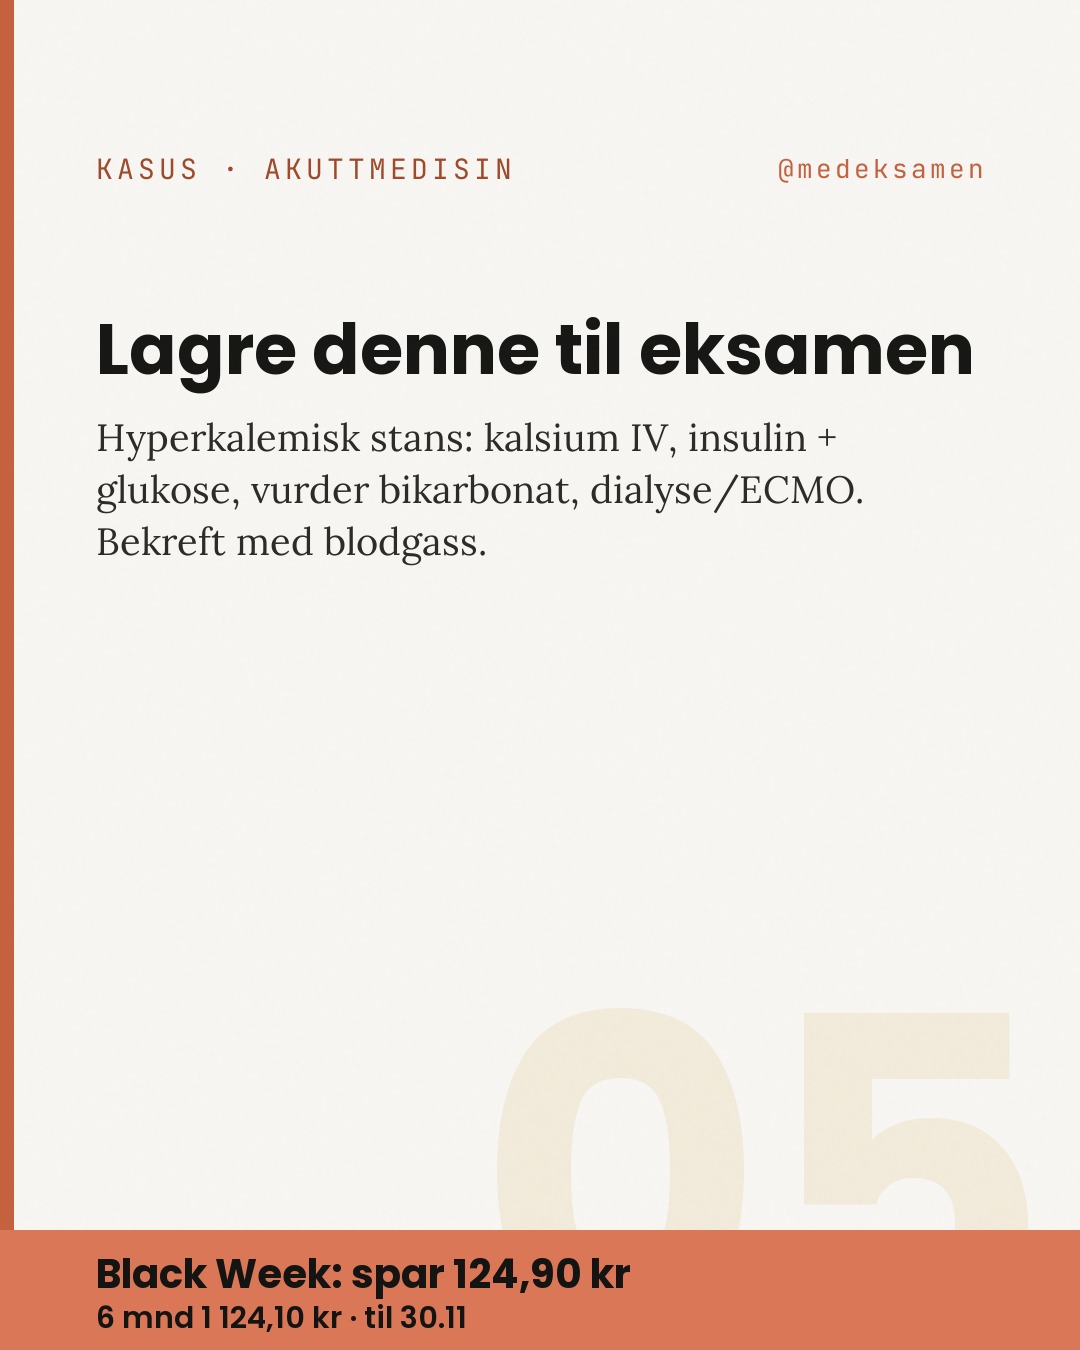 KASUS · AKUTTMEDISIN
@medeksamen
Lagre denne til eksamen
Hyperkalemisk stans: kalsium IV, insulin +
glukose, vurder bikarbonat, dialyse/ECMO.
Bekreft med blodgass.
05
Black Week: spar 124,90 kr
6 mnd 1 124,10 kr · til 30.11